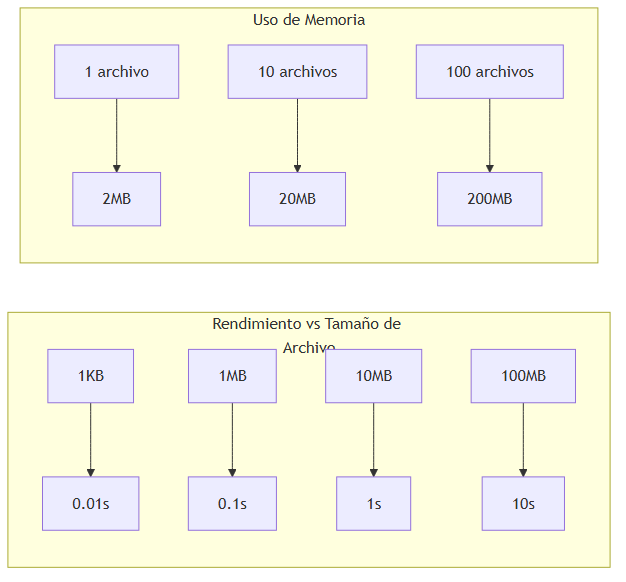 Uso de Memoria
1 archivo
10 archivos
100 archivos
2MB
20MB
200MB
Rendimiento vs Tamaño de
Archivo
1KB
1MB
10MB
100MB
0.01s
0.1s
1s
10s